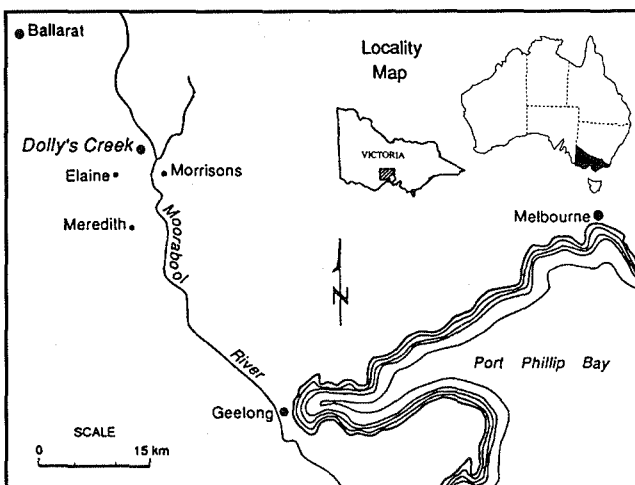 Ballarat
Locality
Map
VICTORIA
Dolly's Creek
Elaine
Morrisons
Meredith
Moorabool
River
Melbourne
N
Port Phillip Bay
Geelong
SCALE
0 15 km